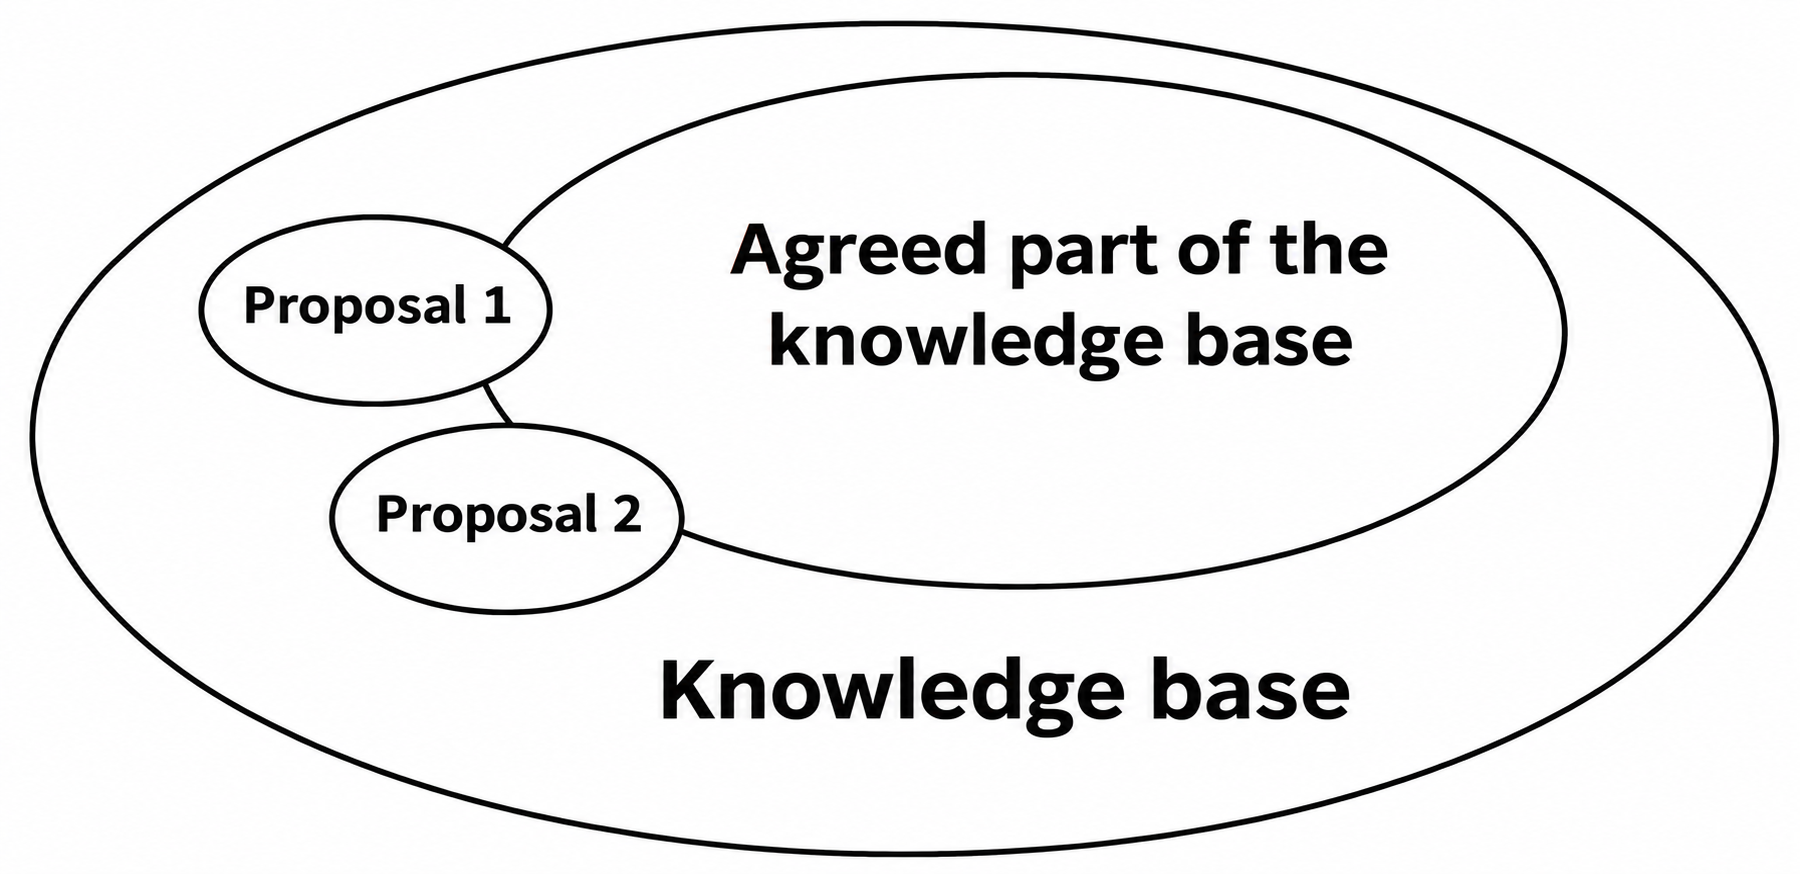 Agreed part of the
knowledge base
Proposal 1
Proposal 2
Knowledge base